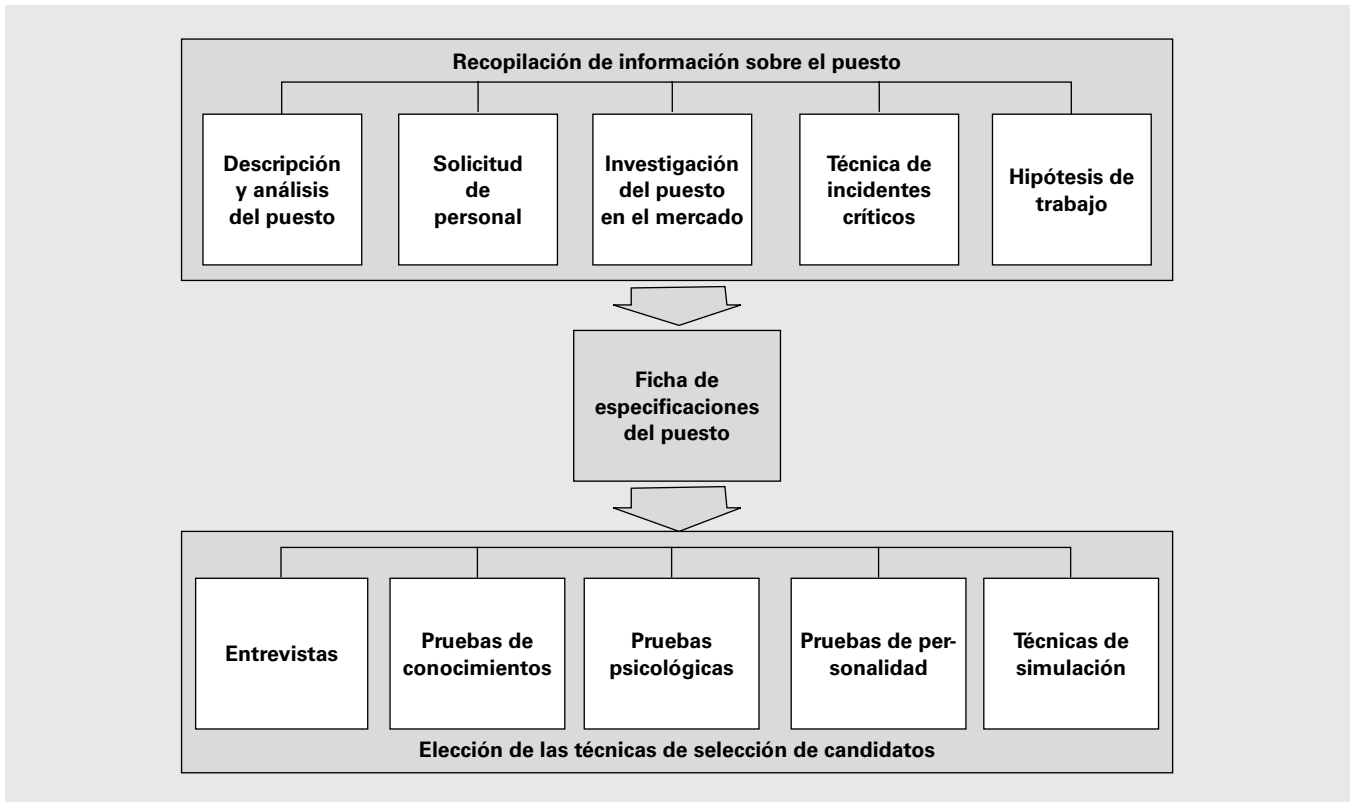 Recopilación de información sobre el puesto
Descripción
y análisis
del puesto
Solicitud
de
personal
Investigación
del puesto
en el mercado
Técnica de
incidentes
críticos
Hipótesis de
trabajo
Ficha de
especificaciones
del puesto
Entrevistas
Pruebas de
conocimientos
Pruebas
psicológicas
Pruebas de per-
sonalidad
Técnicas de
simulación
Elección de las técnicas de selección de candidatos